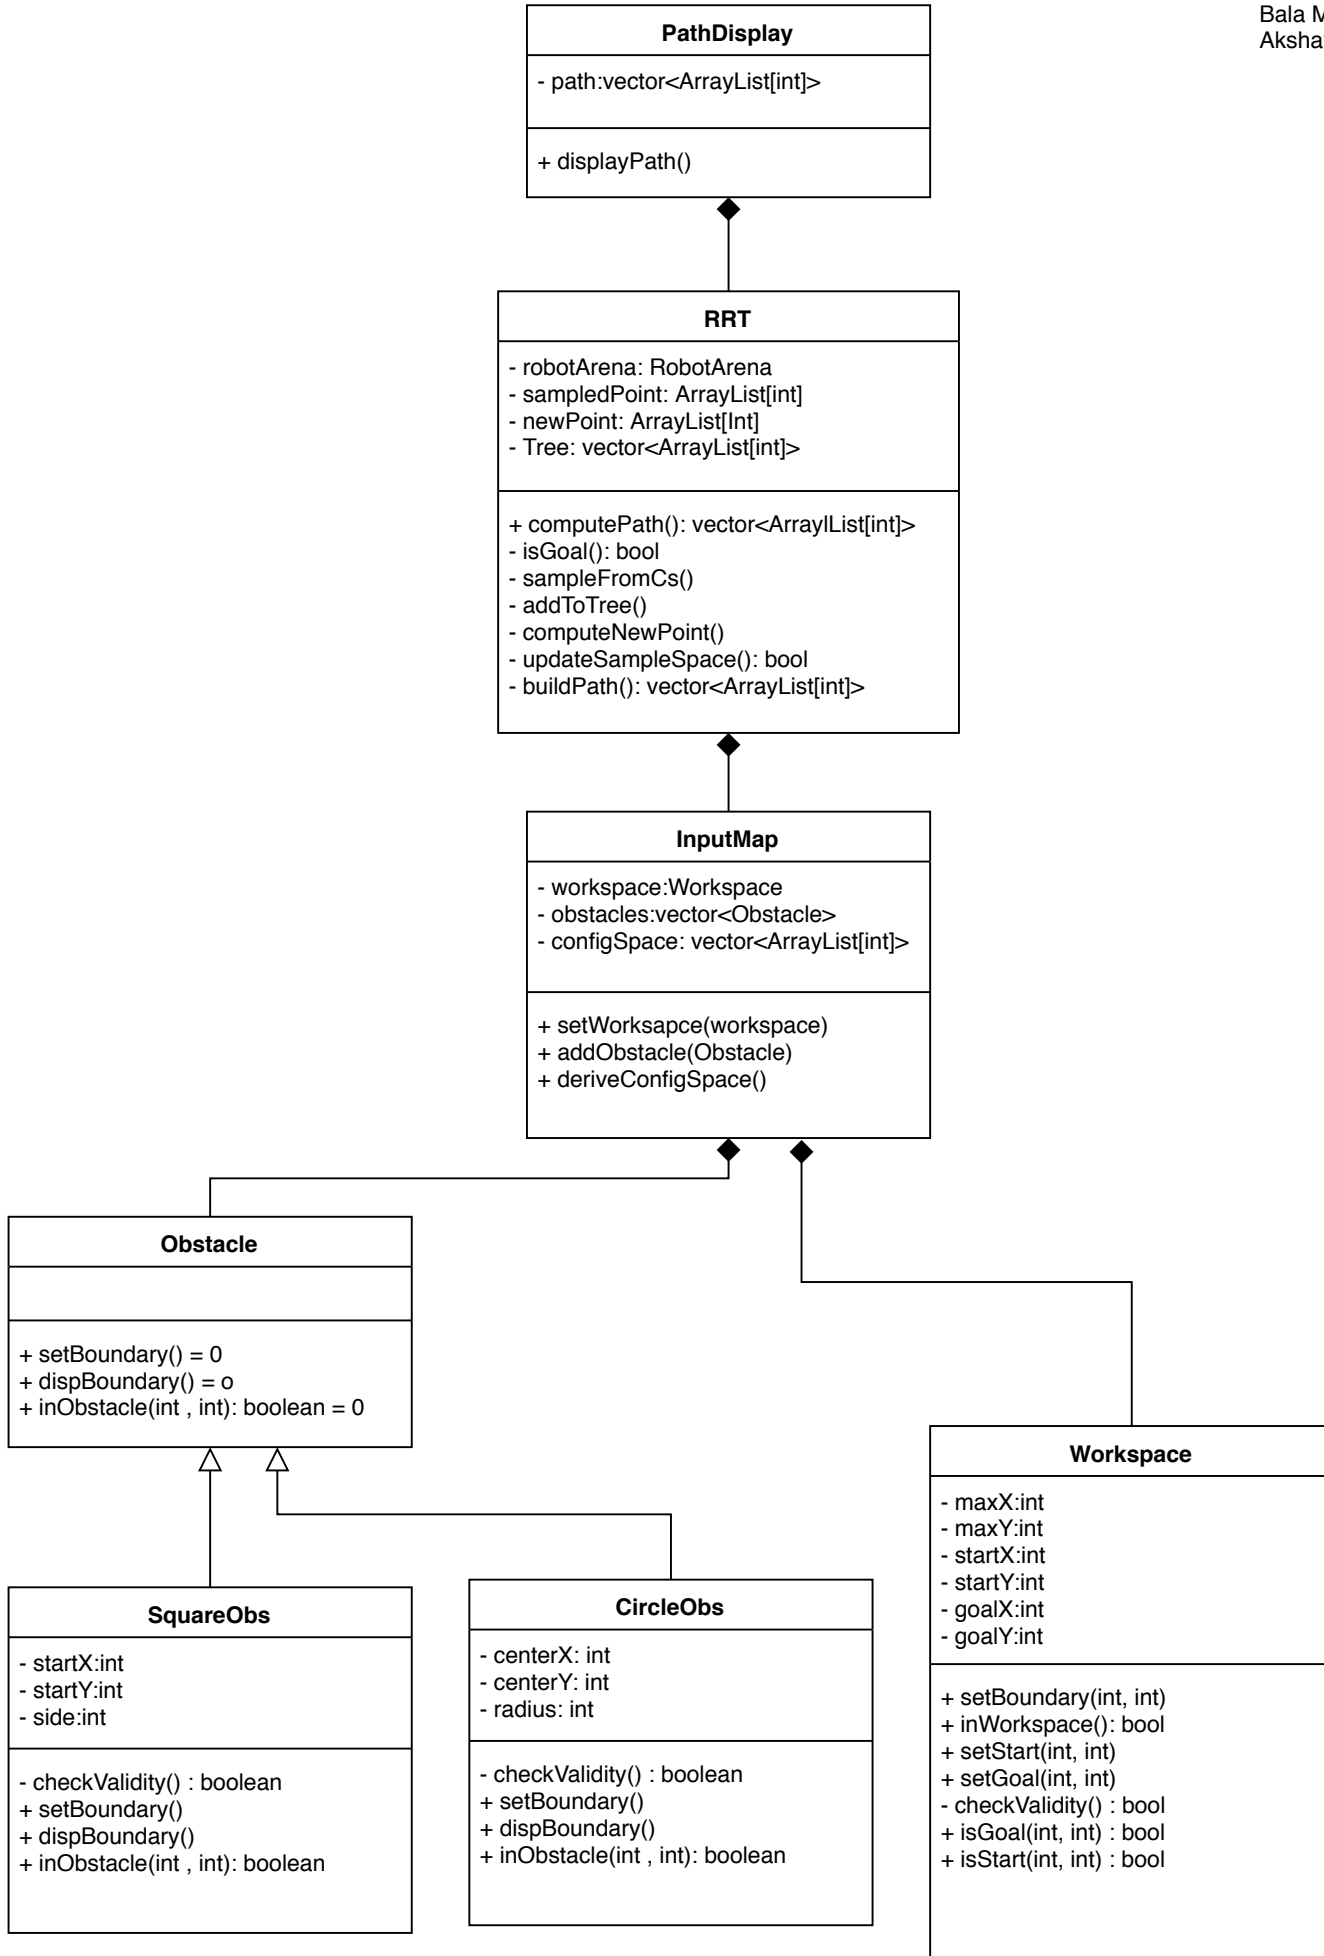 Bala M
Aksha
PathDisplay
- path:vector<ArrayList[int]>
+ displayPath()
RRT
- robotArena: RobotArena
- sampledPoint: ArrayList[int]
- newPoint: ArrayList[Int]
- Tree: vector<ArrayList[int]>
+ computePath(): vector<ArraylList[int]>
- isGoal(): bool
- sampleFromCs()
- addToTree()
- computeNewPoint()
- updateSampleSpace(): bool
- buildPath(): vector<ArrayList[int]>
InputMap
- workspace:Workspace
- obstacles:vector<Obstacle>
- configSpace: vector<ArrayList[int]>
+ setWorksapce(workspace)
+ addObstacle(Obstacle)
+ deriveConfigSpace()
Obstacle
+ setBoundary() = 0
+ dispBoundary() = o
+ inObstacle(int , int): boolean = 0
SquareObs
- startX:int
- startY:int
- side:int
- checkValidity() : boolean
+ setBoundary()
+ dispBoundary()
+ inObstacle(int , int): boolean
CircleObs
- centerX: int
- centerY: int
- radius: int
- checkValidity() : boolean
+ setBoundary()
+ dispBoundary()
+ inObstacle(int , int): boolean
Workspace
- maxX:int
- maxY:int
- startX:int
- startY:int
- goalX:int
- goalY:int
+ setBoundary(int, int)
+ inWorkspace(): bool
+ setStart(int, int)
+ setGoal(int, int)
- checkValidity() : bool
+ isGoal(int, int) : bool
+ isStart(int, int) : bool